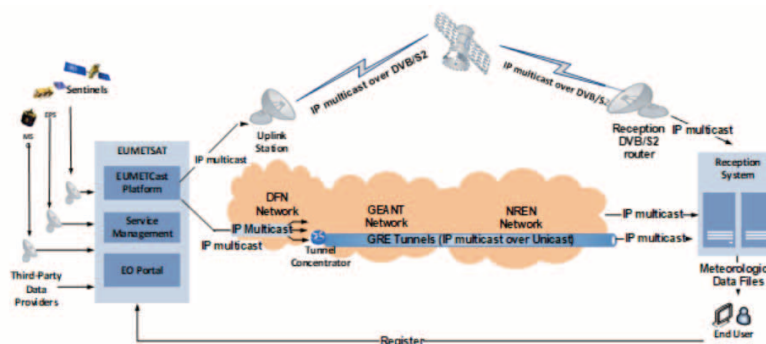 IP multicast over DVB/S2
IP multicast over DVB/S2
Sentinels
EPS
MS
G
Uplink
Station
Reception
DVB/S2
router
IP multicast
EUMETSAT
IP multicast
EUMETCast
Platform
Reception
System
DFN
Network
GEANT
Network
NREN
Network
IP Multicast
IP multicast
IP multicast
Service
Management
GRE Tunnels (IP multicast over Unicast)
IP multicast
Tunnel
Concentrator
EO Portal
Third-Party
Data
Providers
Meteorologic
Data Files
End User
Register